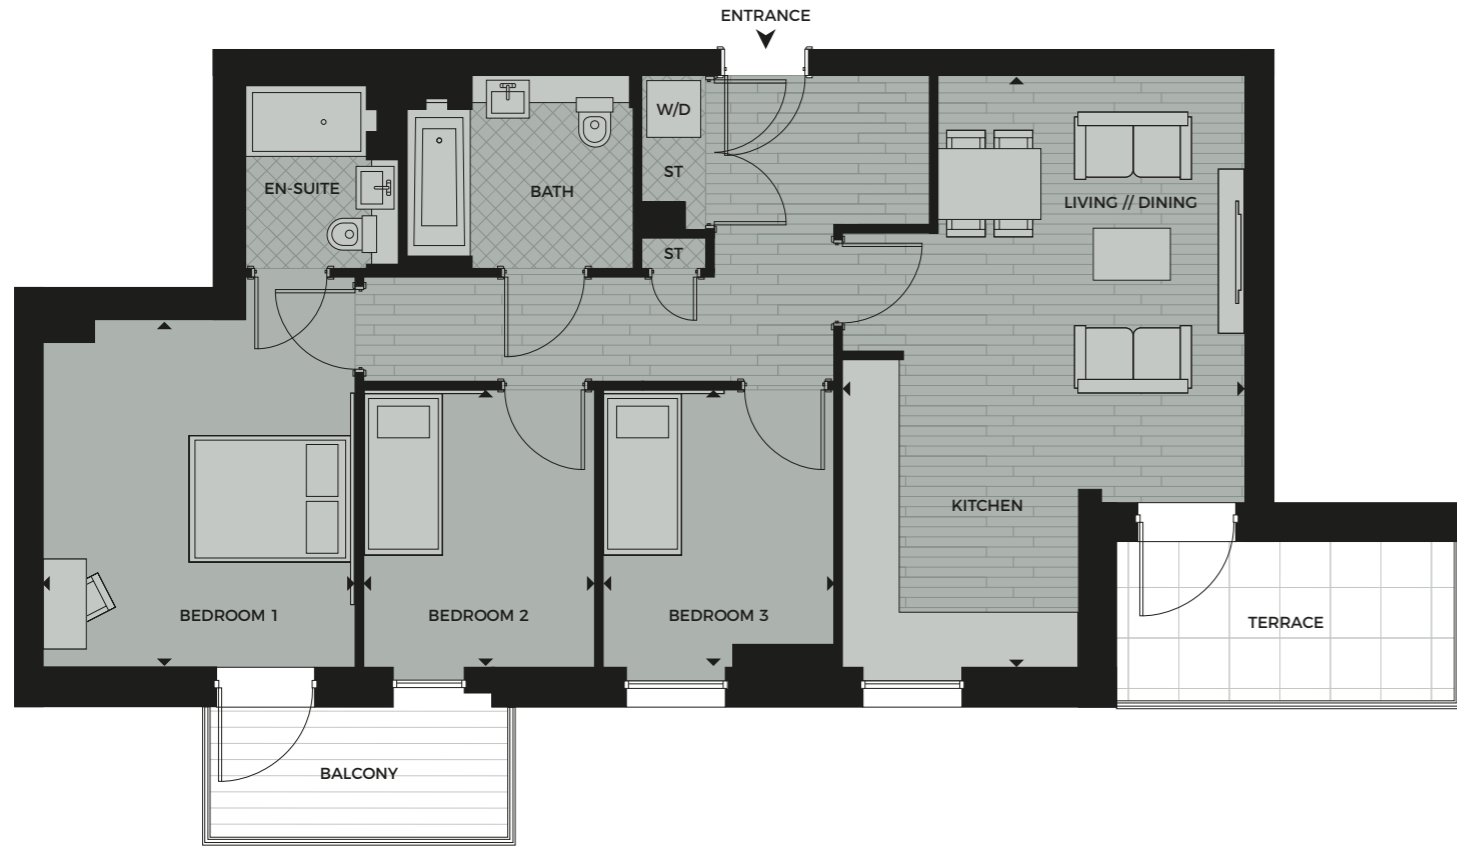 ENTRANCE
W/D
ST
EN-SUITE
BATH
LIVING // DINING
ST
KITCHEN
BEDROOM 1
BEDROOM 2
BEDROOM 3
TERRACE
BALCONY